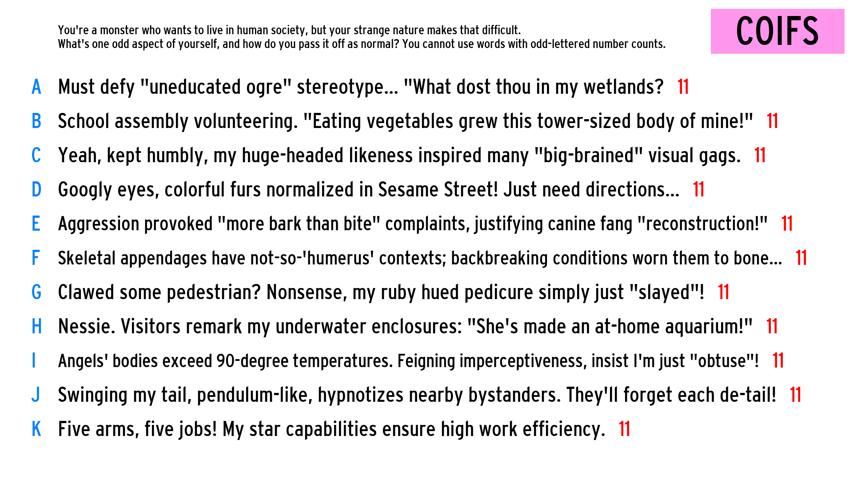 You're a monster who wants to live in human society, but your strange nature makes that difficult.
What's one odd aspect of yourself, and how do you pass it off as normal? You cannot use words with odd-lettered number counts.
COIFS
A Must defy "uneducated ogre" stereotype... "What dost thou in my wetlands? 11
B School assembly volunteering. "Eating vegetables grew this tower-sized body of mine!" 11
C Yeah, kept humbly, my huge-headed likeness inspired many "big-brained" visual gags. 11
D Googly eyes, colorful furs normalized in Sesame Street! Just need directions... 11
E Aggression provoked "more bark than bite" complaints, justifying canine fang "reconstruction!" 11
F Skeletal appendages have not-so-'humerus' contexts; backbreaking conditions worn them to bone... 11
G Clawed some pedestrian? Nonsense, my ruby hued pedicure simply just "slayed"! 11
H Nessie. Visitors remark my underwater enclosures: "She's made an at-home aquarium!" 11
I Angels' bodies exceed 90-degree temperatures. Feigning imperceptiveness, insist I'm just "obtuse"! 11
J Swinging my tail, pendulum-like, hypnotizes nearby bystanders. They'll forget each de-tail! 11
K Five arms, five jobs! My star capabilities ensure high work efficiency. 11